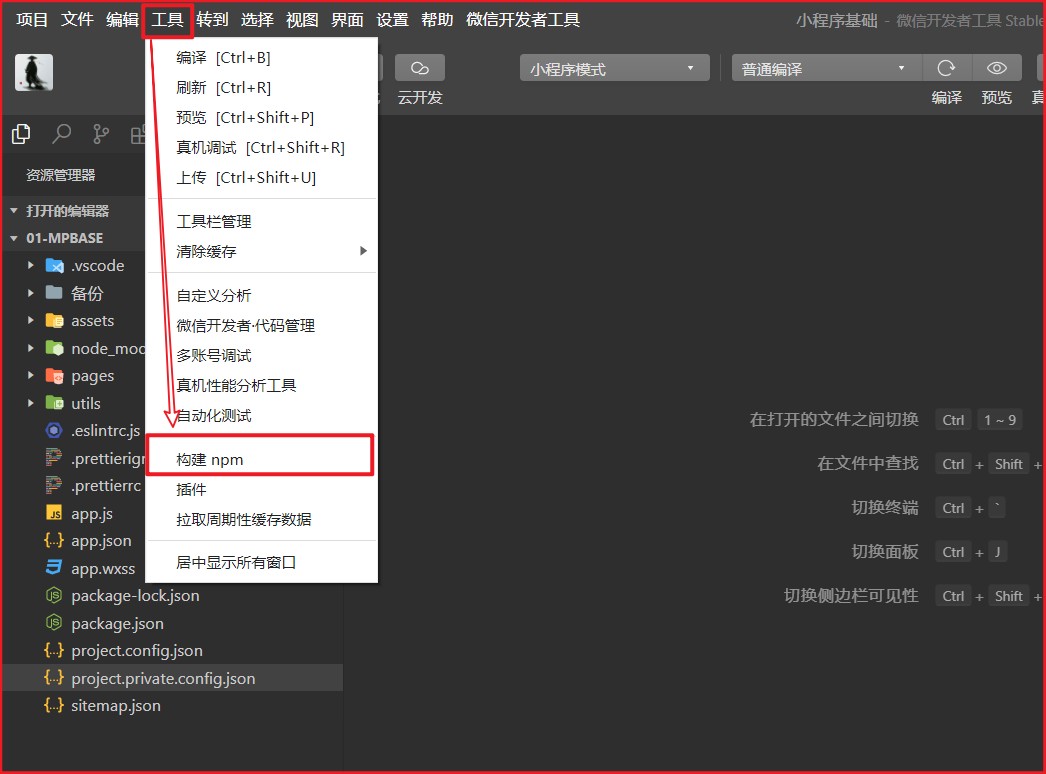 项目 文件 编辑 工具 转到 选择 视图 界面 设置 帮助 微信开发者工具 小程序基础 - 微信开发者工具 Stable
编译 [Ctrl+B]
刷新 [Ctrl+R]
预览 [Ctrl+Shift+P]
真机调试 [Ctrl+Shift+R]
上传 [Ctrl+Shift+U]
工具栏管理
清除缓存
自定义分析
微信开发者·代码管理
多账号调试
真机性能分析工具
自动化测试
构建 npm
插件
拉取周期性缓存数据
居中显示所有窗口
云开发
小程序模式
普通编译
编译 预览 真
资源管理器
打开的编辑器
01-MPBASE
.vscode
备份
assets
node_mod
pages
utils
.eslintrc.js
.prettierigr
.prettierrc
app.js
app.json
app.wxss
package-lock.json
package.json
project.config.json
project.private.config.json
sitemap.json
在打开的文件之间切换 Ctrl 1 ~ 9
在文件中查找 Ctrl + Shift +
切换终端 Ctrl + `
切换面板 Ctrl + J
切换侧边栏可见性 Ctrl + Shift +